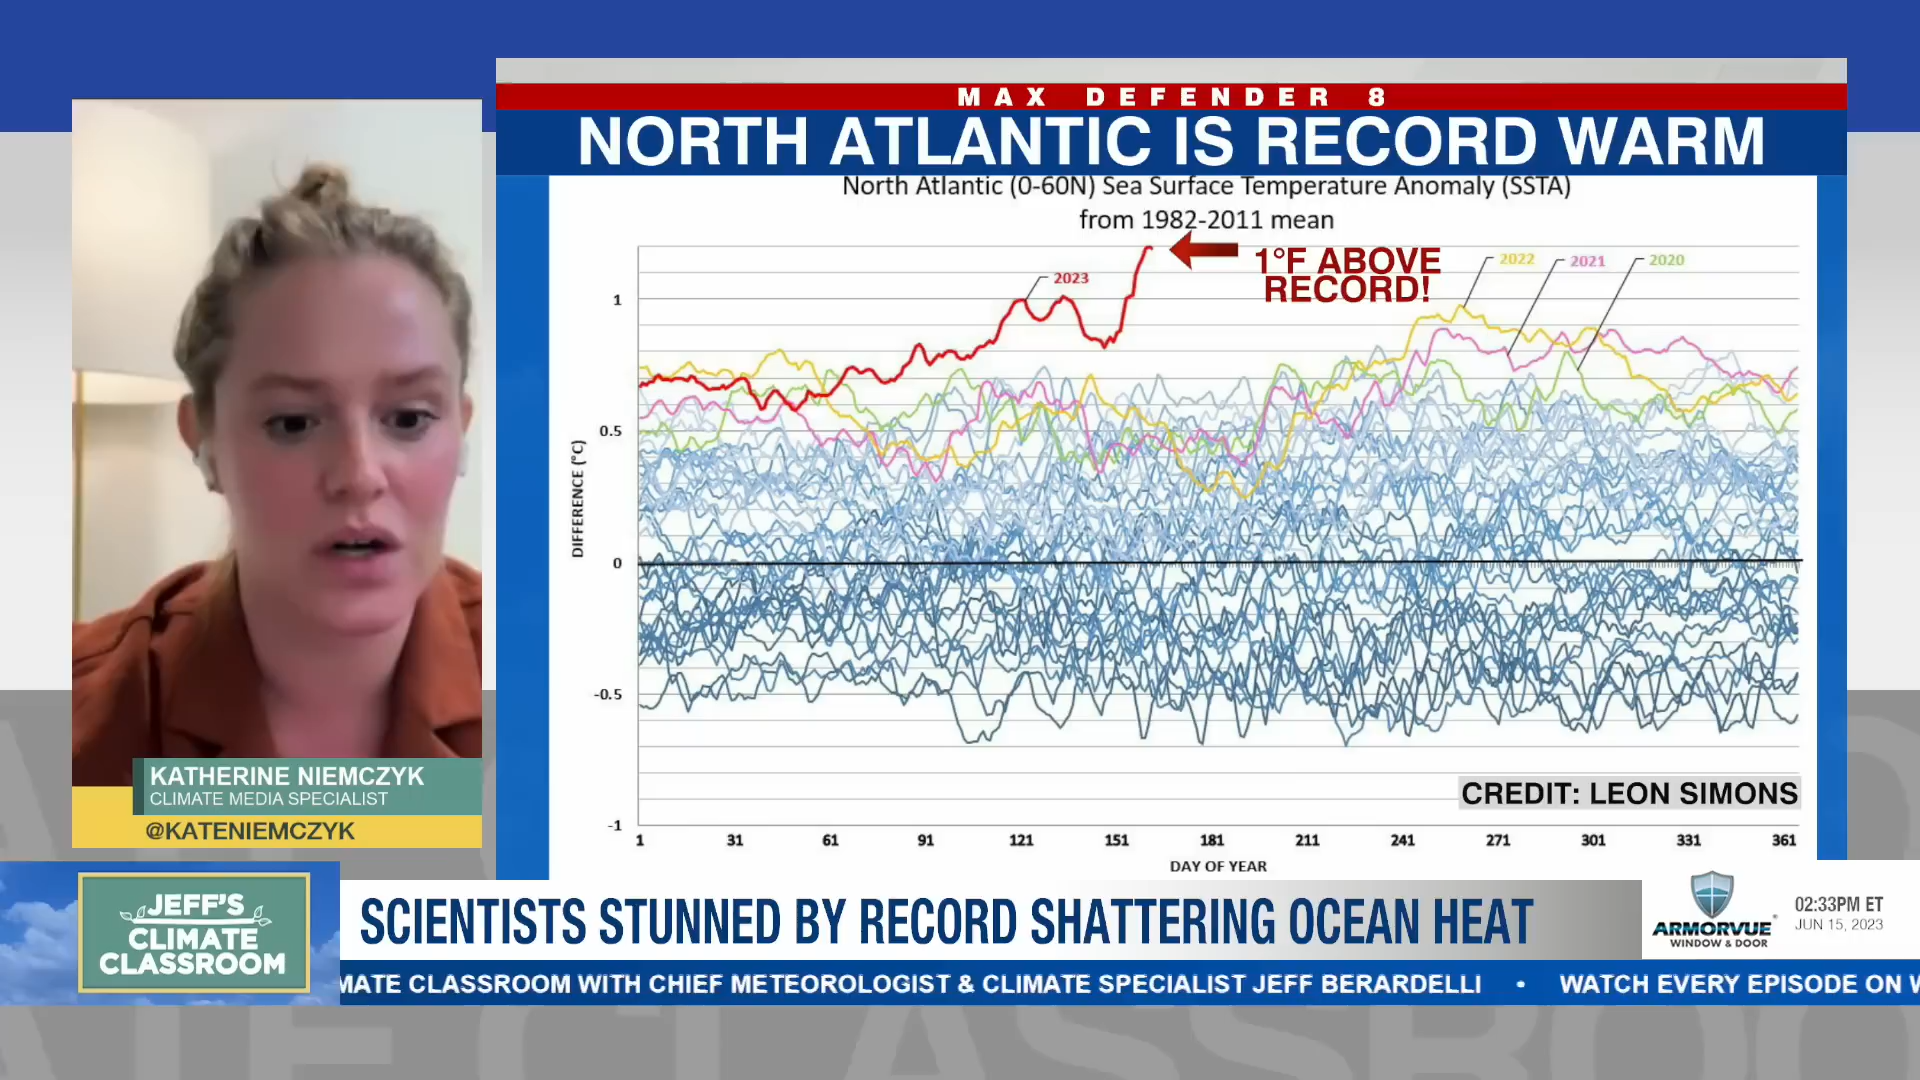 MAX DEFENDER 8
NORTH ATLANTIC IS RECORD WARM
North Atlantic (0-60N) Sea Surface Temperature Anomaly (SSTA)
from 1982-2011 mean
1°F ABOVE
RECORD!
2023
2022
2021
2020
1
0.5
0
-0.5
-1
DIFFERENCE (°C)
1 31 61 91 121 151 181 211 241 271 301 331 361
DAY OF YEAR
CREDIT: LEON SIMONS
KATHERINE NIEMCZYK
CLIMATE MEDIA SPECIALIST
@KATENIEMCZYK
JEFF'S
CLIMATE
CLASSROOM
SCIENTISTS STUNNED BY RECORD SHATTERING OCEAN HEAT
ARMORVUE
WINDOW & DOOR
02:33PM ET
JUN 15, 2023
MATE CLASSROOM WITH CHIEF METEOROLOGIST & CLIMATE SPECIALIST JEFF BERARDELLI • WATCH EVERY EPISODE ON W